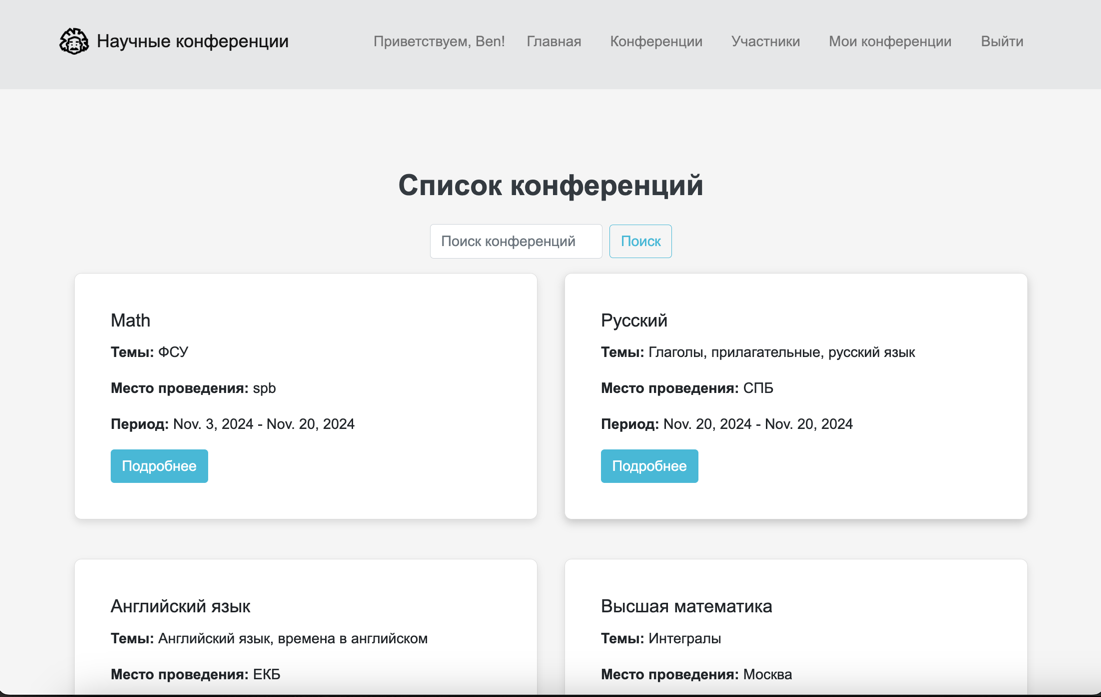 Научные конференции
Приветствуем, Ben! Главная Конференции Участники Мои конференции Выйти
Список конференций
Поиск конференций Поиск
Math
Темы: ФСУ
Место проведения: spb
Период: Nov. 3, 2024 - Nov. 20, 2024
Подробнее
Русский
Темы: Глаголы, прилагательные, русский язык
Место проведения: СПБ
Период: Nov. 20, 2024 - Nov. 20, 2024
Подробнее
Английский язык
Темы: Английский язык, времена в английском
Место проведения: ЕКБ
Высшая математика
Темы: Интегралы
Место проведения: Москва